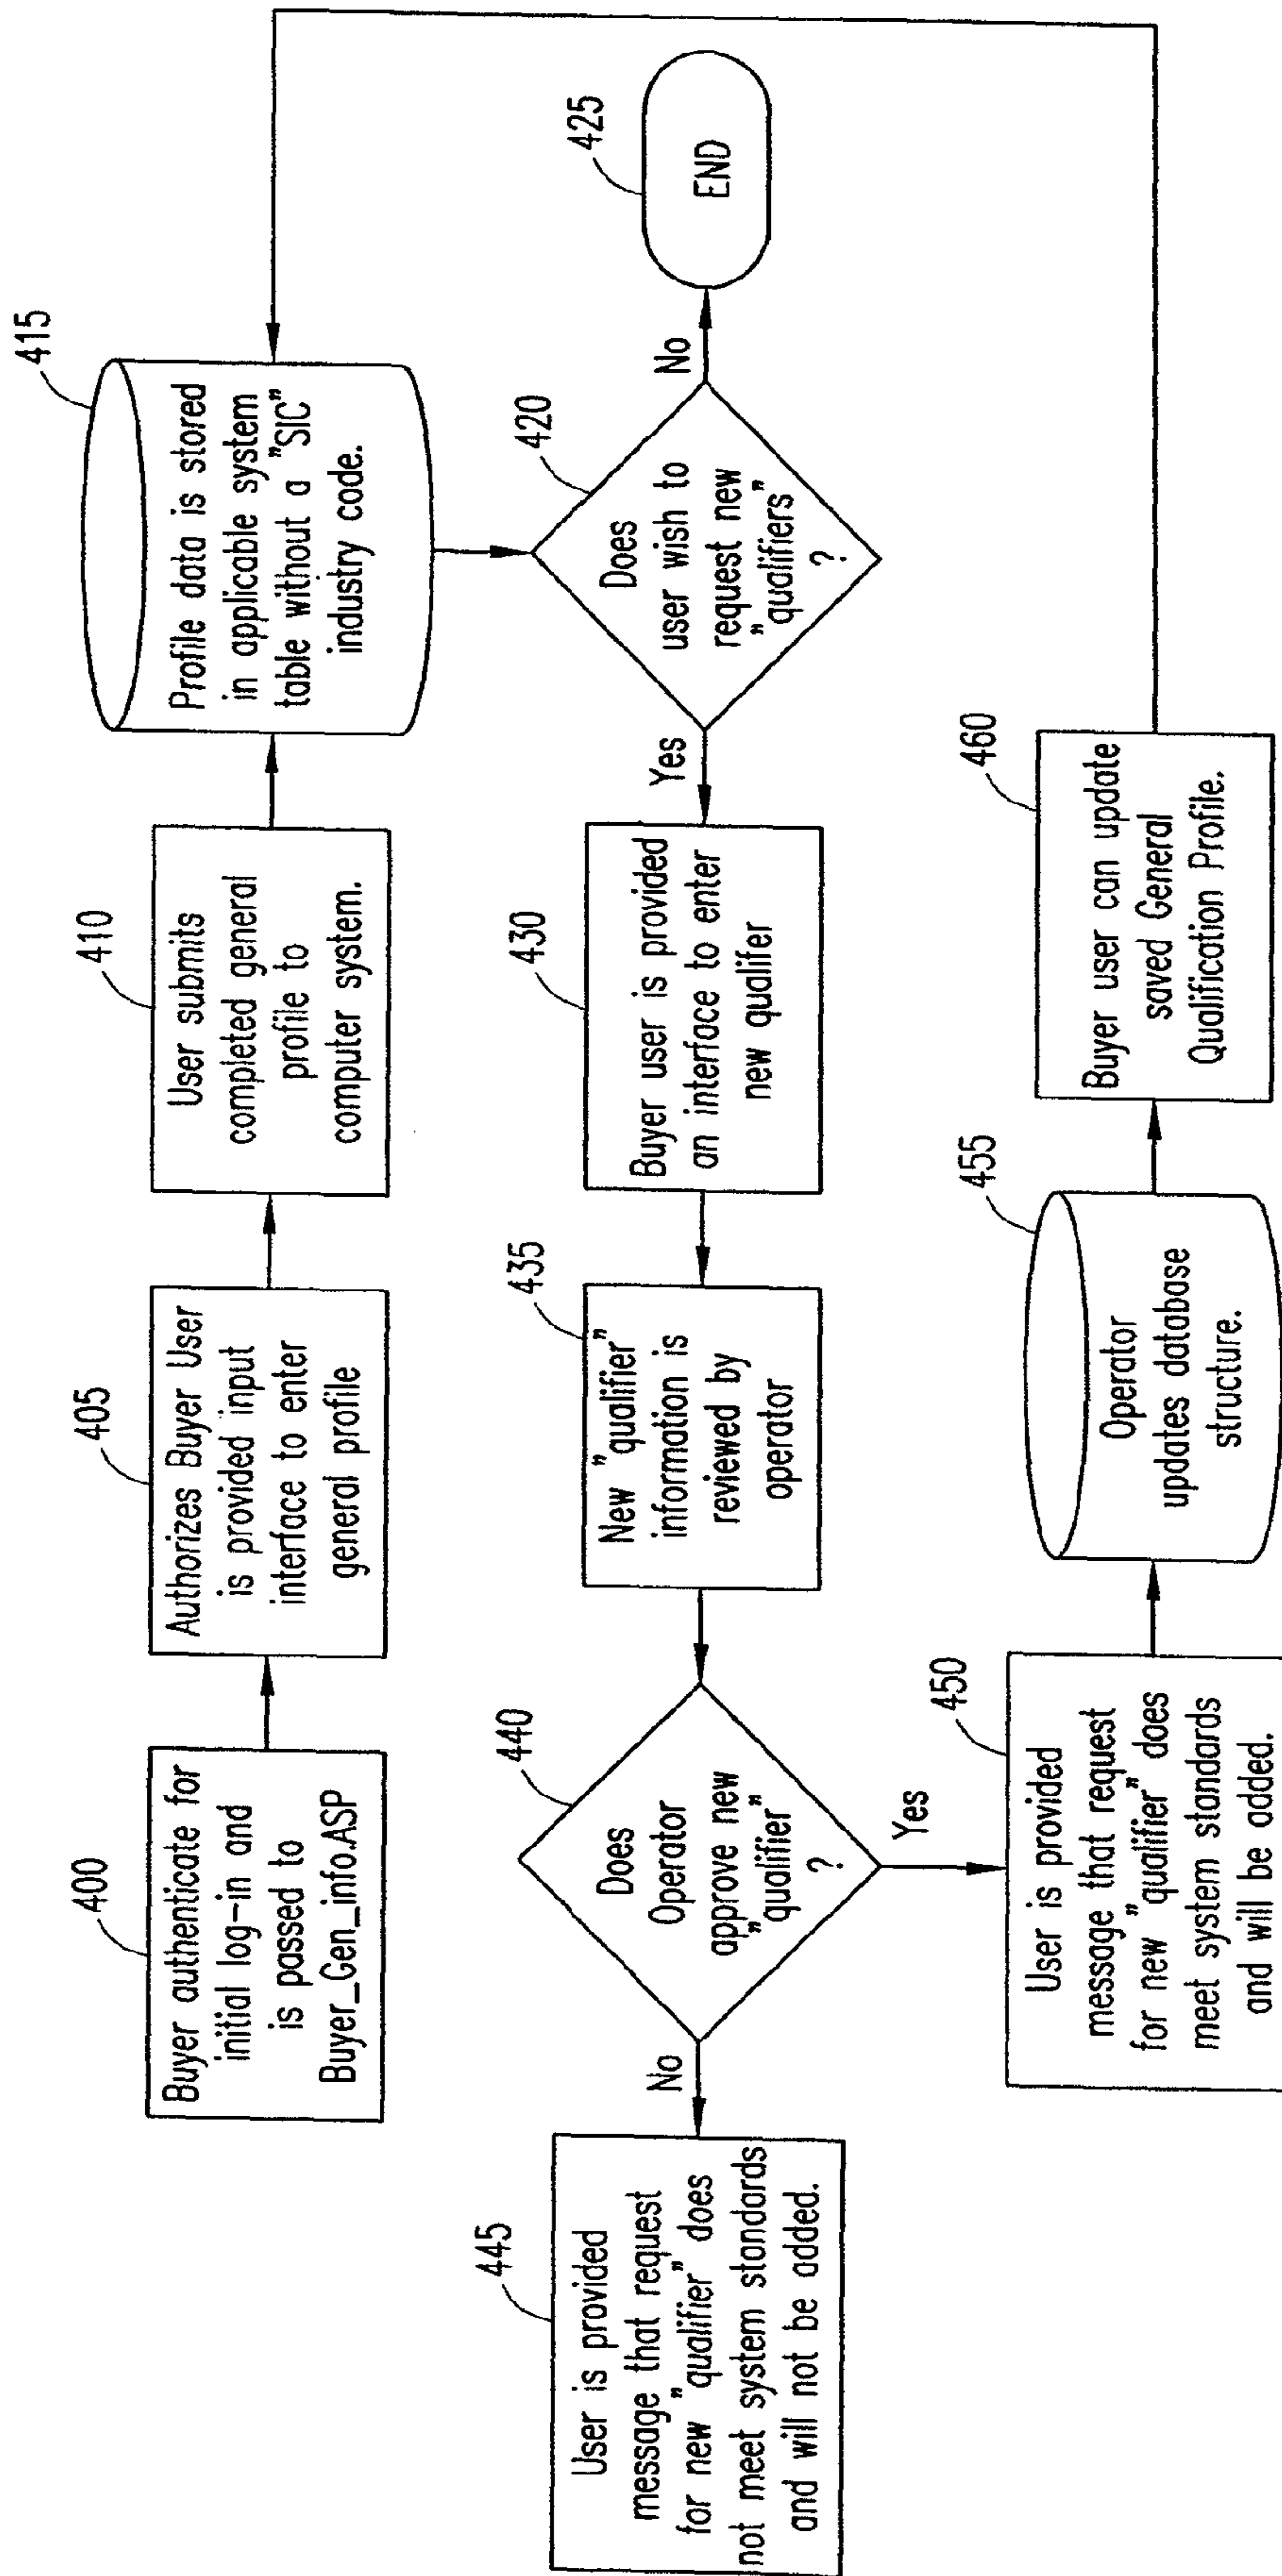 400
Buyer authenticate for
initial log-in and
is passed to
Buyer_Gen_info.ASP
405
Authorizes Buyer User
is provided input
interface to enter
general profile
410
User submits
completed general
profile to
computer system.
415
Profile data is stored
in applicable system
table without a "SIC"
industry code.
420
Does
user wish to
request new
"qualifiers"
?
No
425
END
Yes
430
Buyer user is provided
an interface to enter
new qualifer
435
New "qualifier"
information is
reviewed by
operator
440
Does
Operator
approve new
"qualifier"
?
No
445
User is provided
message that request
for new "qualifier" does
not meet system standards
and will not be added.
Yes
450
User is provided
message that request
for new "qualifier" does
meet system standards
and will be added.
455
Operator
updates database
structure.
460
Buyer user can update
saved General
Qualification Profile.